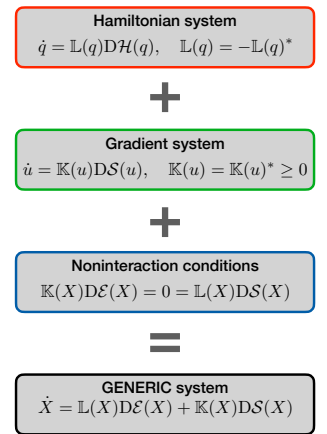 Hamiltonian system
q̇ = 𝕃(q)Dℋ(q), 𝕃(q) = −𝕃(q)*
+
Gradient system
u̇ = 𝕂(u)D𝒮(u), 𝕂(u) = 𝕂(u)* ≥ 0
+
Noninteraction conditions
𝕂(X)Dℰ(X) = 0 = 𝕃(X)D𝒮(X)
=
GENERIC system
Ẋ = 𝕃(X)Dℰ(X) + 𝕂(X)D𝒮(X)